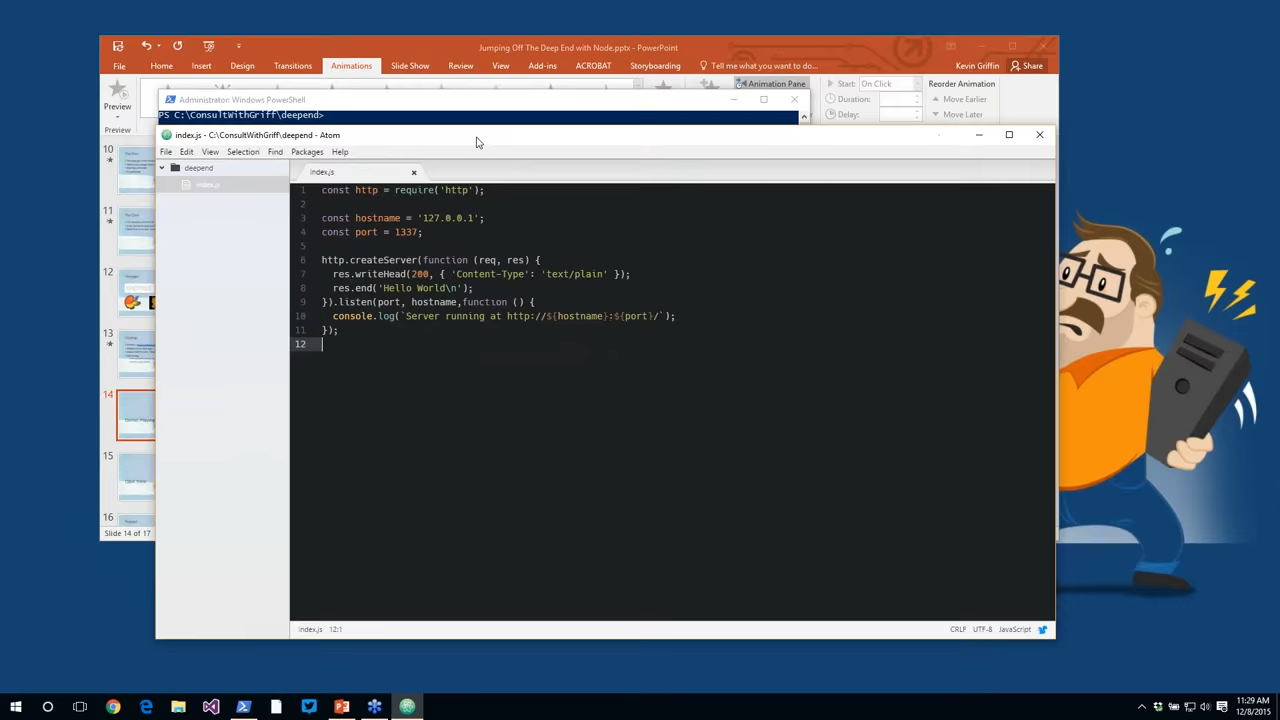 Jumping Off The Deep End with Node.pptx - PowerPoint
File Home Insert Design Transitions Animations Slide Show Review View Add-ins ACROBAT Storyboarding Tell me what you want to do... Kevin Griffin Share
Preview
Preview
Animation Pane
Start: On Click
Duration:
Delay:
Reorder Animation
Move Earlier
Move Later
Administrator: Windows PowerShell
PS C:\ConsultWithGriff\deepend>
index.js - C:\ConsultWithGriff\deepend - Atom
File Edit View Selection Find Packages Help
deepend
index.js
index.js
1 const http = require('http');
2
3 const hostname = '127.0.0.1';
4 const port = 1337;
5
6 http.createServer(function (req, res) {
7 res.writeHead(200, { 'Content-Type': 'text/plain' });
8 res.end('Hello World\n');
9 }).listen(port, hostname,function () {
10 console.log(`Server running at http://${hostname}:${port}/`);
11 });
12
10
11
12
13
14
15
16
Slide 14 of 17
index.js 12:1
CRLF UTF-8 JavaScript
11:29 AM
12/8/2015